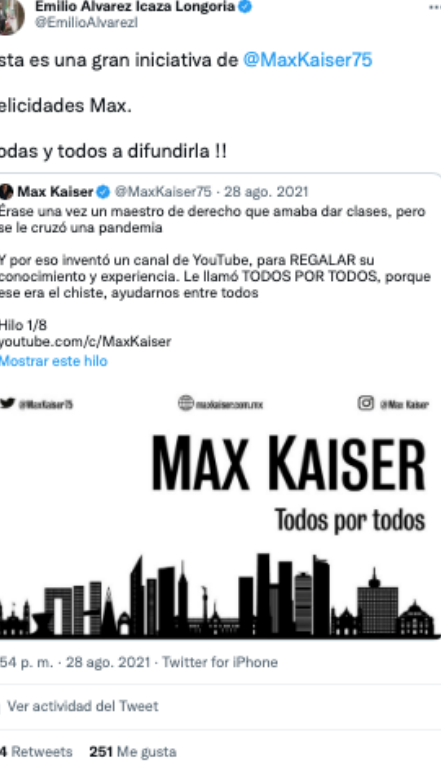 Emilio Álvarez Icaza Longoria
@EmilioAlvarezI
sta es una gran iniciativa de @MaxKaiser75
elicidades Max.
odas y todos a difundirla !!
Max Kaiser @MaxKaiser75 · 28 ago. 2021
Érase una vez un maestro de derecho que amaba dar clases, pero
se le cruzó una pandemia
Y por eso inventó un canal de YouTube, para REGALAR su
conocimiento y experiencia. Le llamó TODOS POR TODOS, porque
ese era el chiste, ayudarnos entre todos
Hilo 1/8
youtube.com/c/MaxKaiser
Mostrar este hilo
@MaxKaiser75 maxkaiser.com.mx @Max Kaiser
MAX KAISER
Todos por todos
54 p. m. · 28 ago. 2021 · Twitter for iPhone
Ver actividad del Tweet
4 Retweets 251 Me gusta